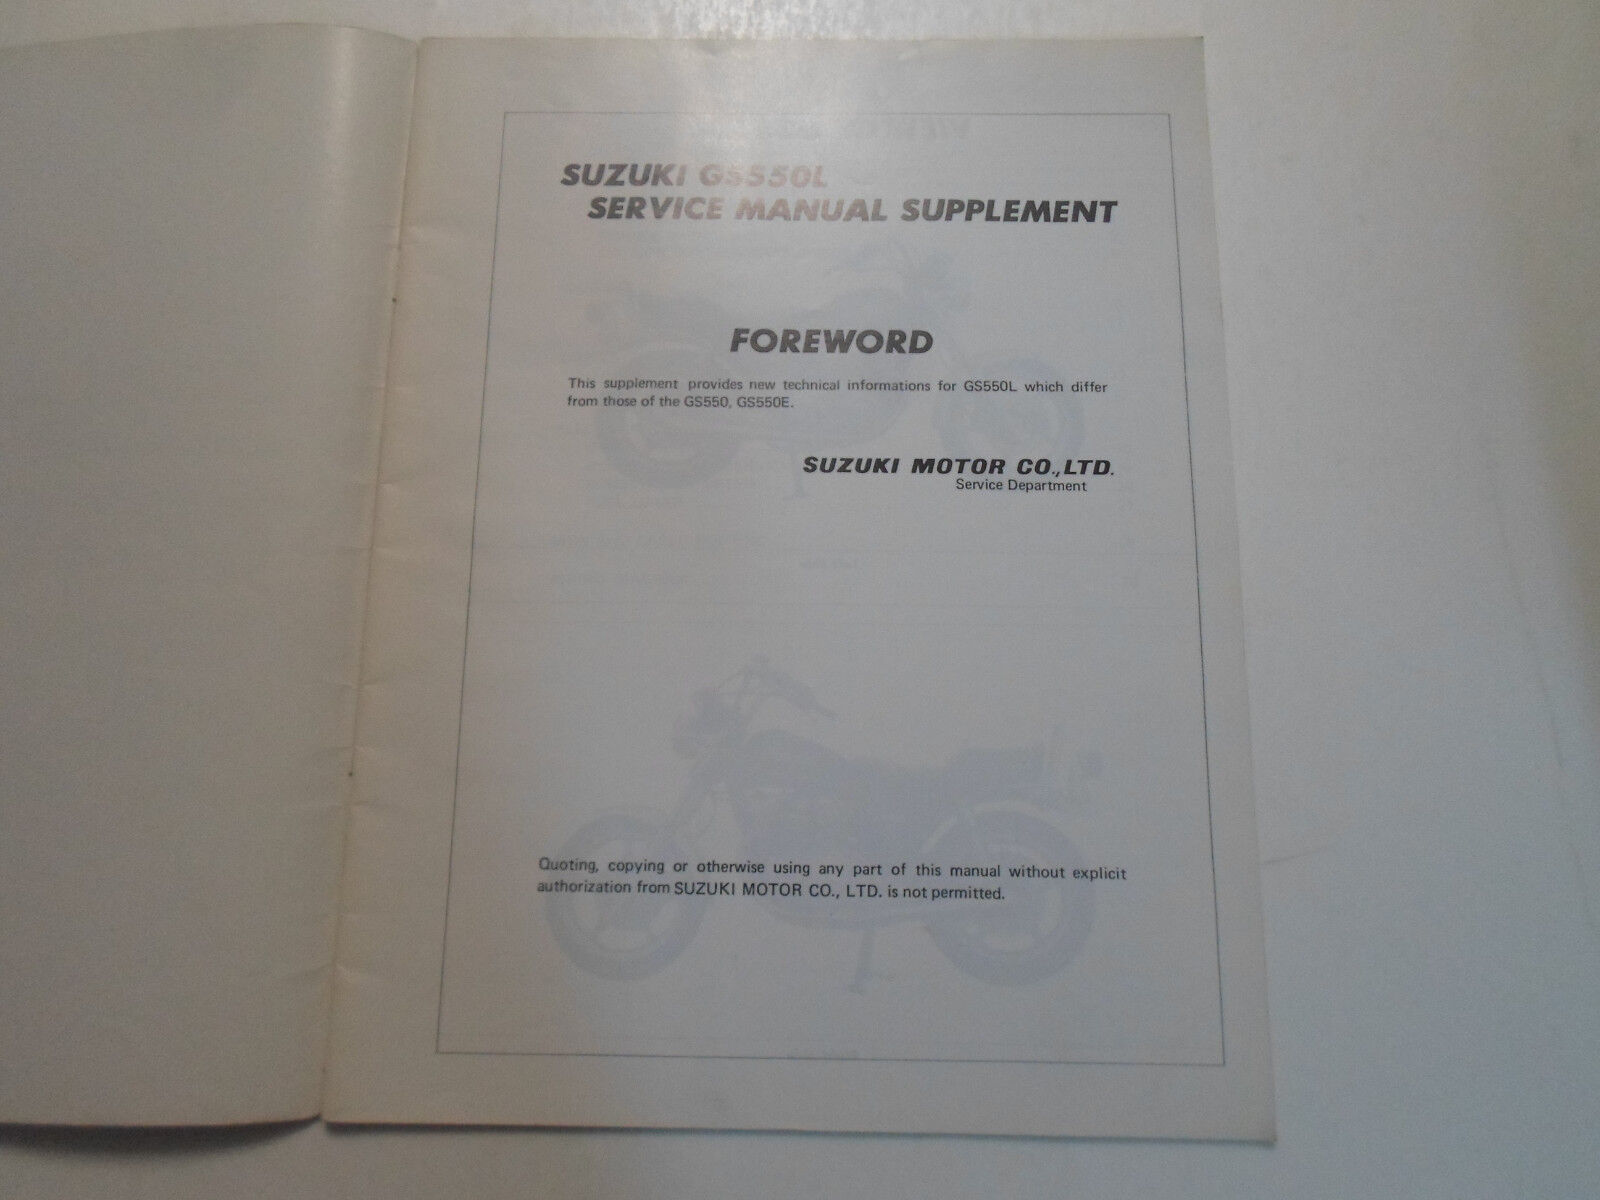 SUZUKI GS550L
SERVICE MANUAL SUPPLEMENT
FOREWORD
This supplement provides new technical informations for GS550L which differ
from those of the GS550, GS550E.
SUZUKI MOTOR CO.,LTD.
Service Department
Quoting, copying or otherwise using any part of this manual without explicit
authorization from SUZUKI MOTOR CO., LTD. is not permitted.